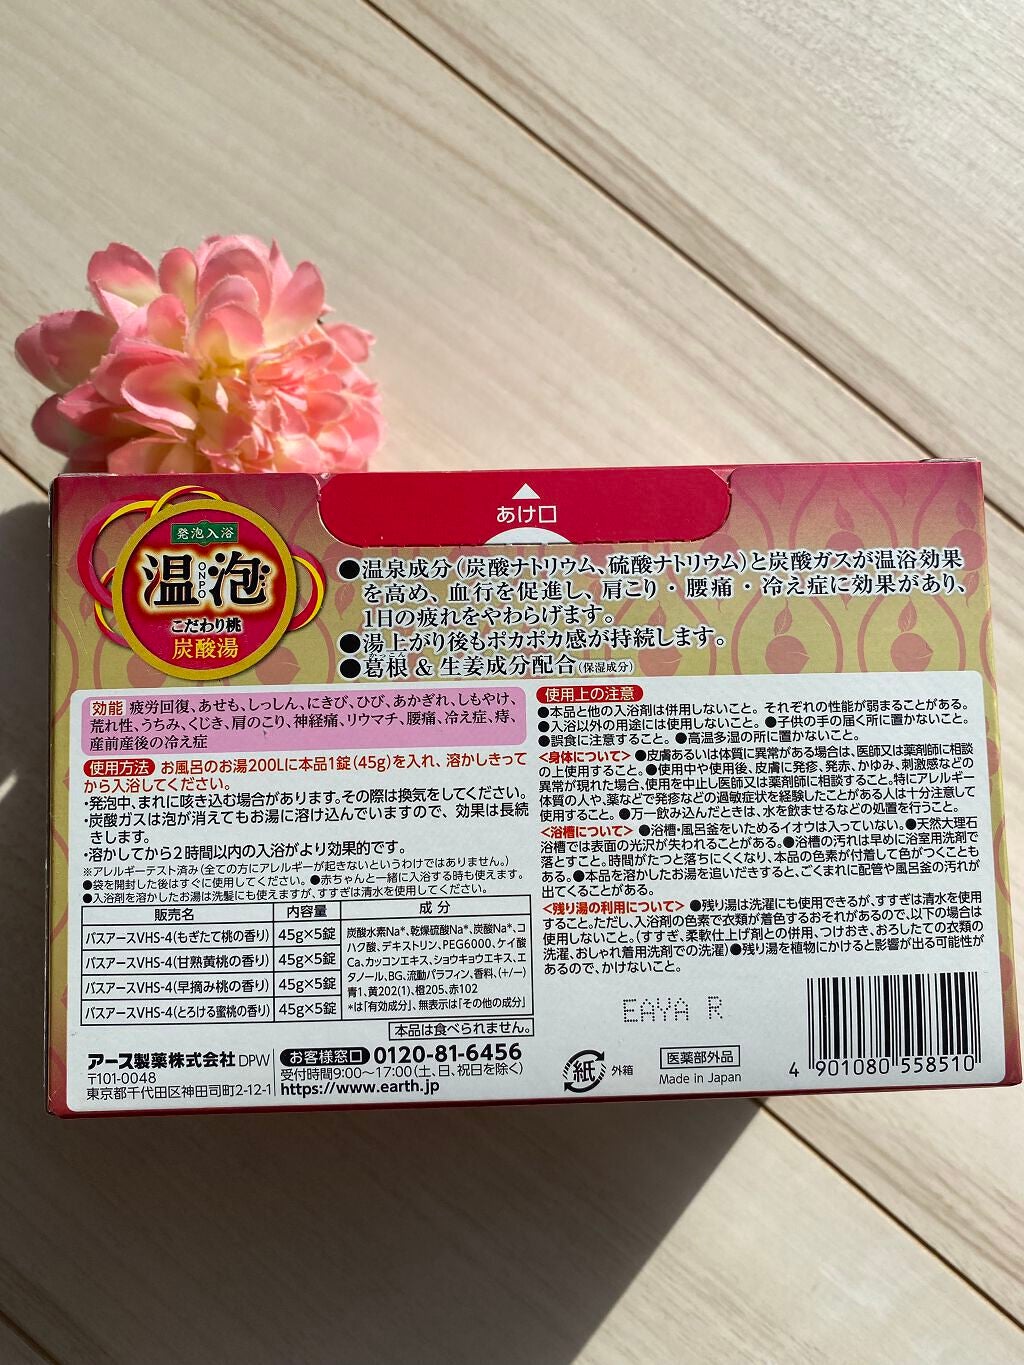 あけ口
発泡入浴
温泡
ONPO
こだわり桃
炭酸湯
●温泉成分(炭酸ナトリウム、硫酸ナトリウム)と炭酸ガスが温浴効果
を高め、血行を促進し、肩こり・腰痛・冷え症に効果があり、
1日の疲れをやわらげます。
●湯上がり後もポカポカ感が持続します。
●葛根&生姜成分配合(保湿成分)
かっこん
効能 疲労回復、あせも、しっしん、にきび、ひび、あかぎれ、しもやけ、
荒れ性、うちみ、くじき、肩のこり、神経痛、リウマチ、腰痛、冷え症、痔、
産前産後の冷え症
使用方法 お風呂のお湯200Lに本品1錠(45g)を入れ、溶かしきって
から入浴してください。
・発泡中、まれに咳き込む場合があります。その際は換気をしてください。
・炭酸ガスは泡が消えてもお湯に溶け込んでいますので、効果は長続
きします。
・溶かしてから2時間以内の入浴がより効果的です。
※アレルギーテスト済み(全ての方にアレルギーが起きないというわけではありません。)
●袋を開封した後はすぐに使用してください。●赤ちゃんと一緒に入浴する時も使えます。
●入浴剤を溶かしたお湯は洗髪にも使えますが、すすぎは清水を使用してください。
販売名 内容量 成分
バスアースVHS-4(もぎたて桃の香り) 45g×5錠
バスアースVHS-4(甘熟黄桃の香り) 45g×5錠
バスアースVHS-4(早摘み桃の香り) 45g×5錠
バスアースVHS-4(とろける蜜桃の香り) 45g×5錠
炭酸水素Na*、乾燥硫酸Na*、炭酸Na*、コ
ハク酸、デキストリン、PEG6000、ケイ酸
Ca、カッコンエキス、ショウキョウエキス、エ
タノール、BG、流動パラフィン、香料、(+/−)
青1、黄202(1)、橙205、赤102
*は「有効成分」、無表示は「その他の成分」
本品は食べられません。
アース製薬株式会社 DPW
〒101-0048
東京都千代田区神田司町2-12-1
お客様窓口 0120-81-6456
受付時間9:00〜17:00(土、日、祝日を除く)
https://www.earth.jp
使用上の注意
●本品と他の入浴剤は併用しないこと。それぞれの性能が弱まることがある。
●入浴以外の用途には使用しないこと。●子供の手の届く所に置かないこと。
●誤食に注意すること。●高温多湿の所に置かないこと。
<身体について>●皮膚あるいは体質に異常がある場合は、医師又は薬剤師に相談
の上使用すること。●使用中や使用後、皮膚に発疹、発赤、かゆみ、刺激感などの
異常が現れた場合、使用を中止し医師又は薬剤師に相談すること。特にアレルギー
体質の人や、薬などで発疹などの過敏症状を経験したことがある人は十分注意して
使用すること。●万一飲み込んだときは、水を飲ませるなどの処置を行うこと。
<浴槽について>●浴槽・風呂釜をいためるイオウは入っていない。●天然大理石
浴槽では表面の光沢が失われることがある。●浴槽の汚れは早めに浴室用洗剤で
落とすこと。時間がたつと落ちにくくなり、本品の色素が付着して色がつくことも
ある。●本品を溶かしたお湯を追いだきすると、ごくまれに配管や風呂釜の汚れが
出てくることがある。
<残り湯の利用について>●残り湯は洗濯にも使用できるが、すすぎは清水を使用
すること。ただし、入浴剤の色素で衣類が着色するおそれがあるので、以下の場合は
使用しない。(すすぎ、柔軟仕上げ剤との併用、つけおき、おろしたての衣類の
洗濯、おしゃれ着用洗剤での洗濯)●残り湯を植物にかけると影響が出る可能性が
あるので、かけないこと。
EAYA R
紙 外箱
医薬部外品
Made in Japan
4 901080 558510